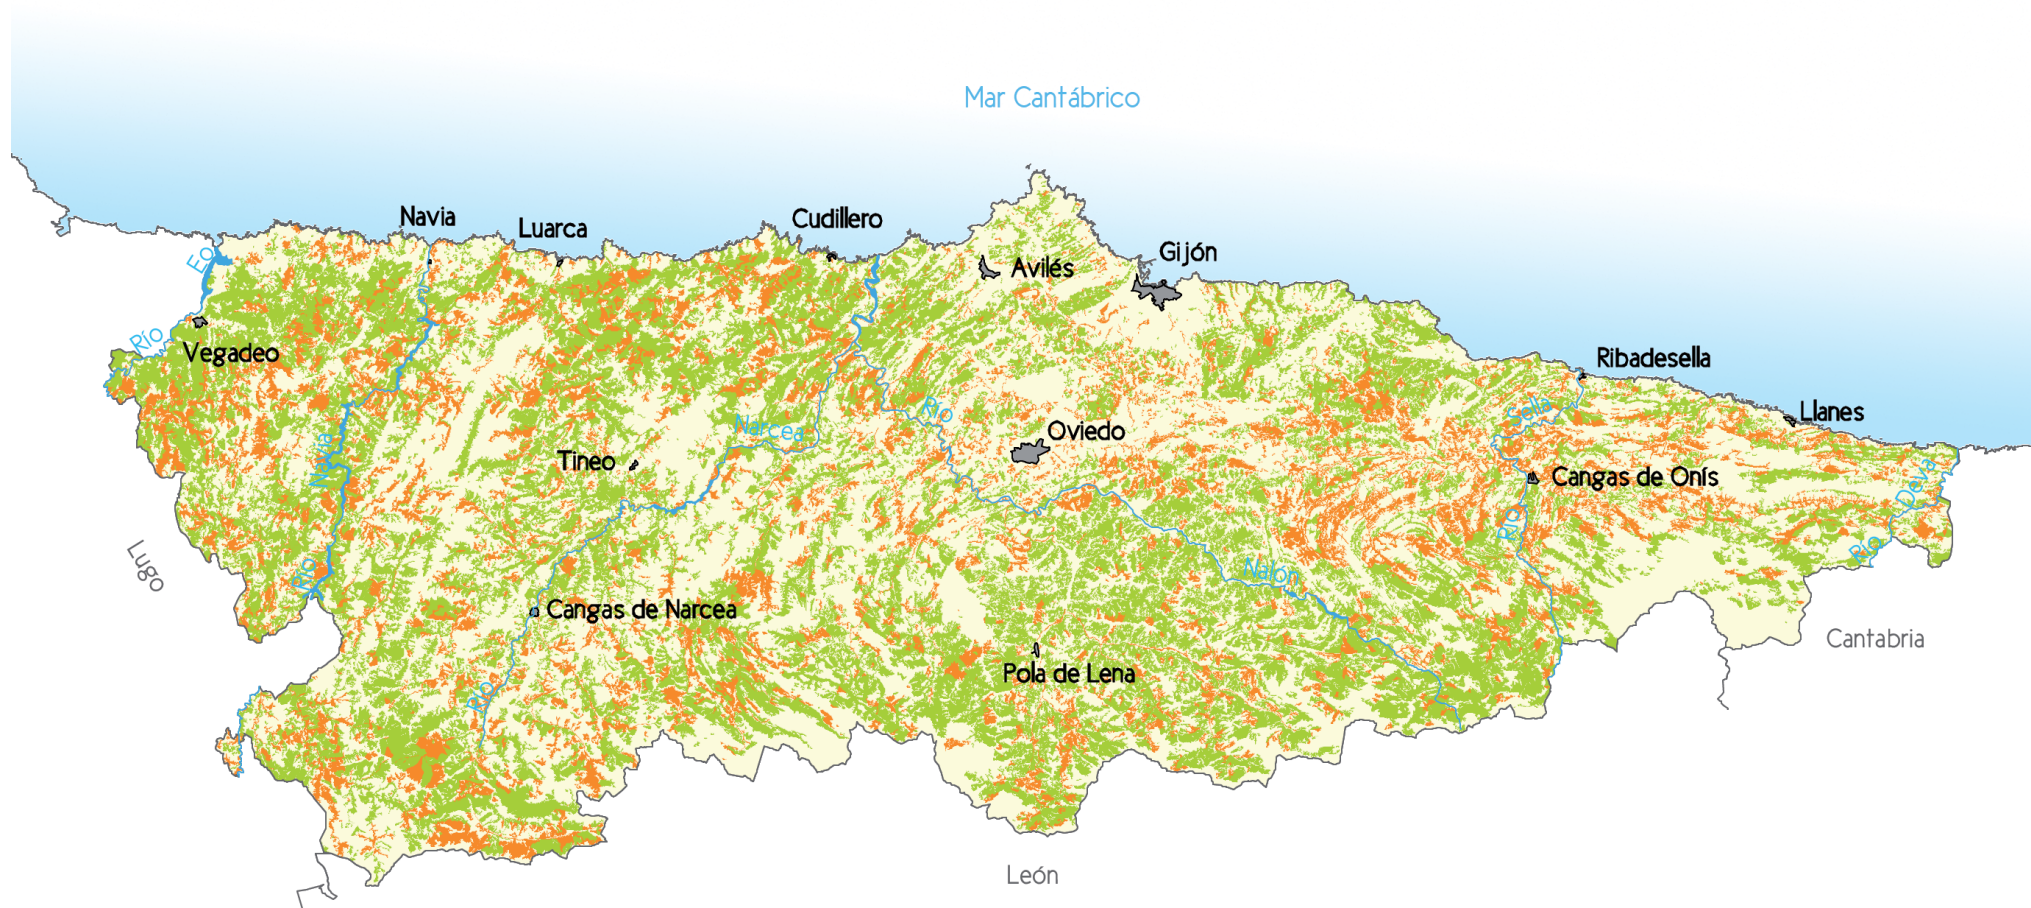 Mar Cantábrico
Navia
Luarca
Cudillero
Gijón
Avilés
Eo
Río
Vegadeo
Ribadesella
Llanes
Río
Narcea
Oviedo
Sella
Tineo
Navia
Cangas de Onís
Deva
Río
Río
Lugo
Río
Nalón
Cangas de Narcea
Cantabria
Pola de Lena
Río
León